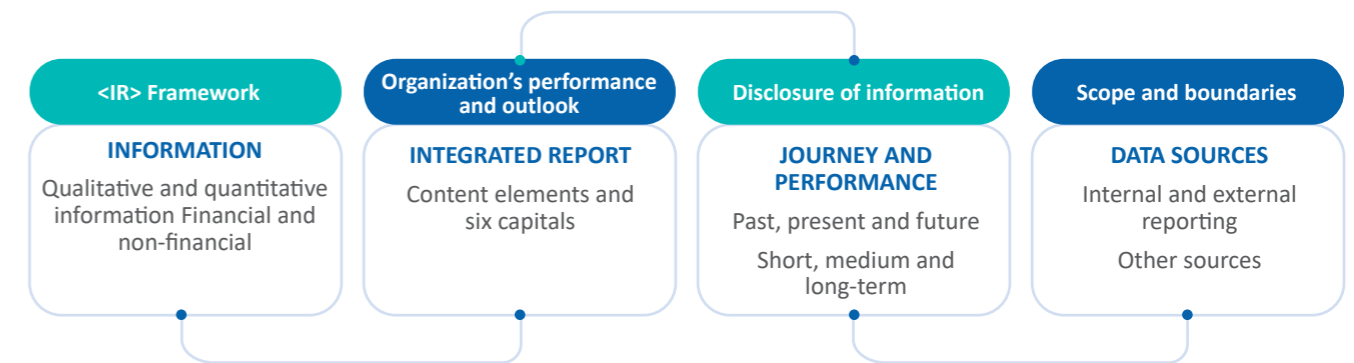 <IR> Framework
INFORMATION
Qualitative and quantitative
information Financial and
non-financial
Organization's performance
and outlook
INTEGRATED REPORT
Content elements and
six capitals
Disclosure of information
JOURNEY AND
PERFORMANCE
Past, present and future
Short, medium and
long-term
Scope and boundaries
DATA SOURCES
Internal and external
reporting
Other sources